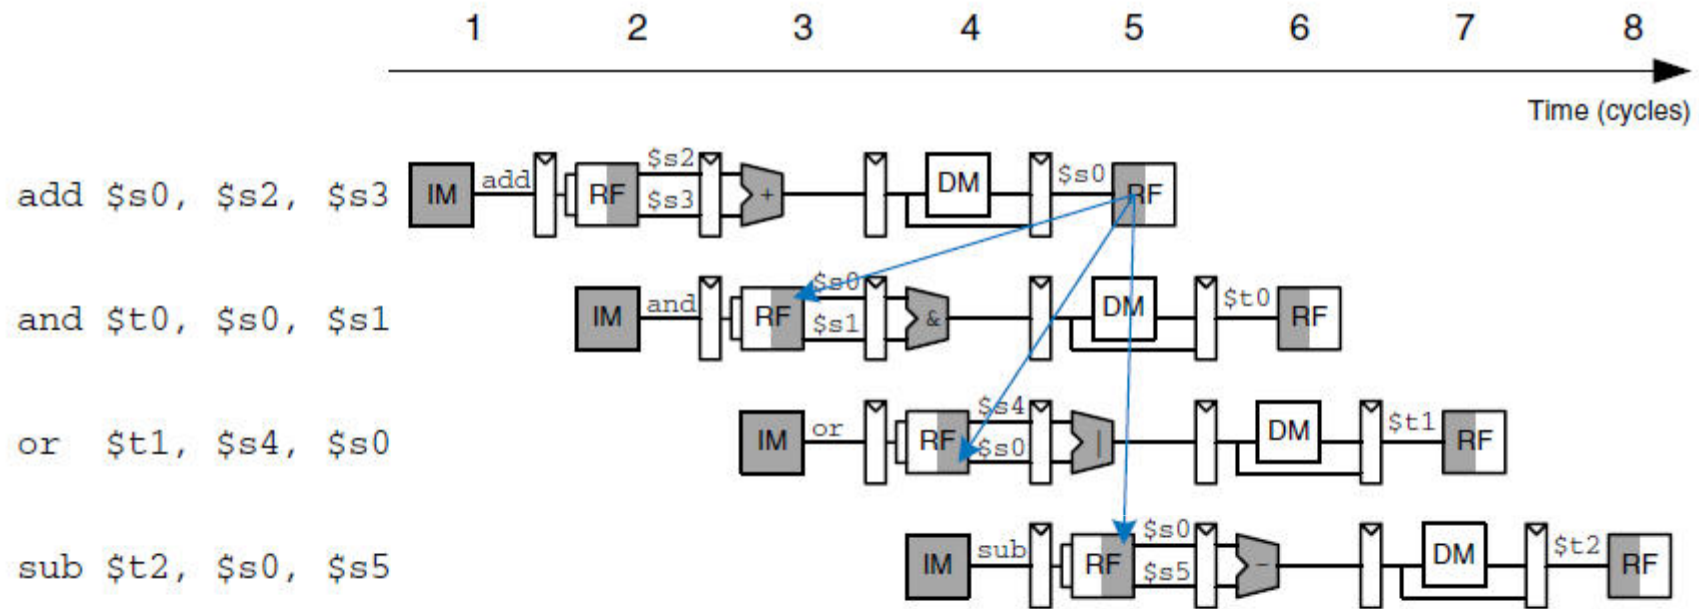 1 2 3 4 5 6 7 8
Time (cycles)
add $s0, $s2, $s3 IM add RF $s2 $s3 + DM $s0 RF
and $t0, $s0, $s1 IM and RF $s0 $s1 & DM $t0 RF
or $t1, $s4, $s0 IM or RF $s4 $s0 | DM $t1 RF
sub $t2, $s0, $s5 IM sub RF $s0 $s5 - DM $t2 RF